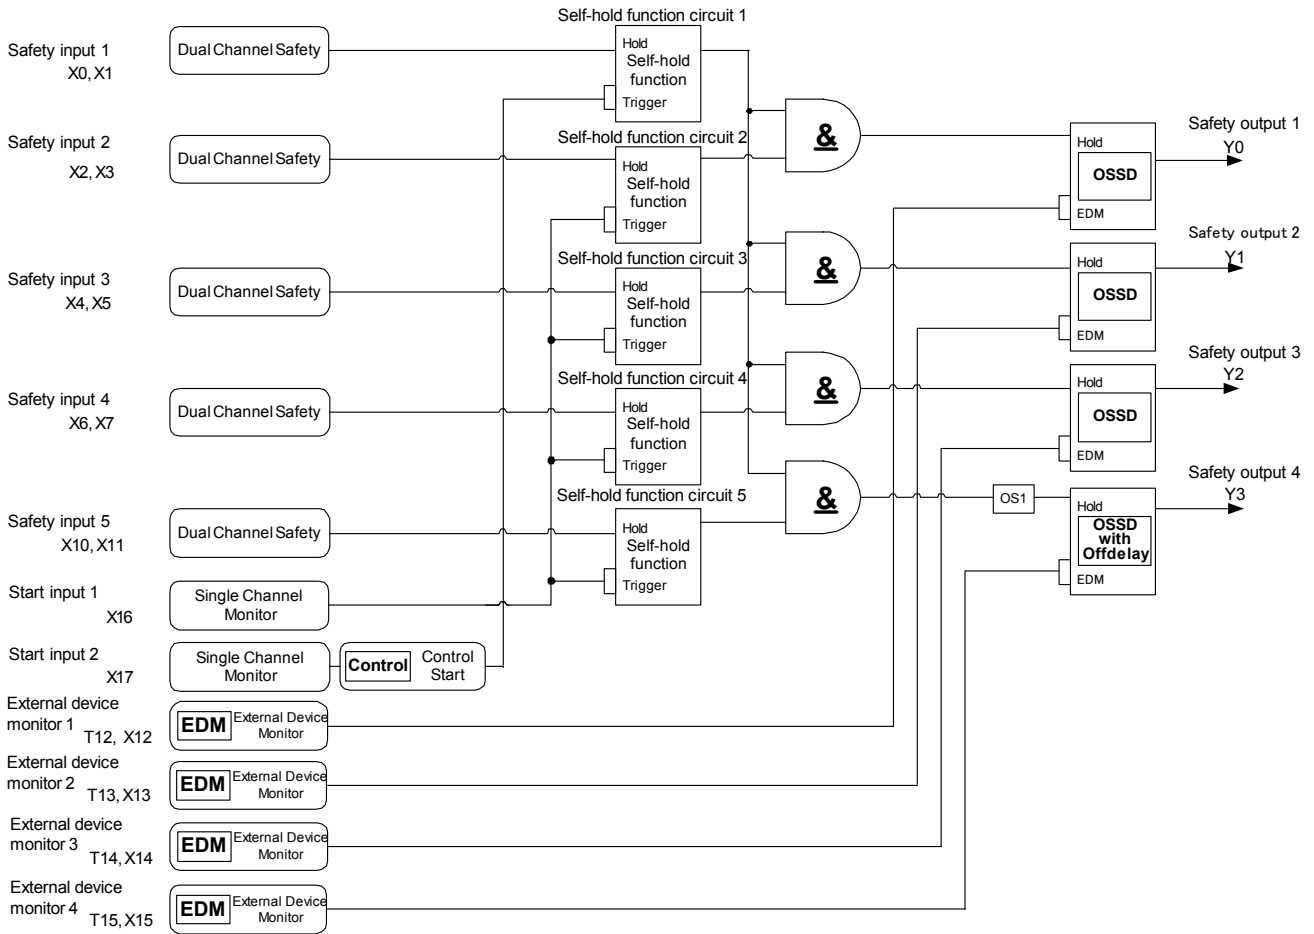 Self-hold function circuit 1
Safety input 1
X0, X1
Dual Channel Safety
Hold
Self-hold
function
Trigger
&
Safety output 1
Y0
Hold
OSSD
EDM
Safety input 2
X2, X3
Dual Channel Safety
Self-hold function circuit 2
Hold
Self-hold
function
Trigger
Safety output 2
Y1
Hold
OSSD
EDM
&
Self-hold function circuit 3
Safety input 3
X4, X5
Dual Channel Safety
Hold
Self-hold
function
Trigger
Safety output 3
Y2
Hold
OSSD
EDM
&
Self-hold function circuit 4
Safety input 4
X6, X7
Dual Channel Safety
Hold
Self-hold
function
Trigger
Safety output 4
Y3
&
OS1
Hold
OSSD
with
Offdelay
EDM
Self-hold function circuit 5
Safety input 5
X10, X11
Dual Channel Safety
Hold
Self-hold
function
Trigger
Start input 1
X16
Single Channel
Monitor
Start input 2
X17
Single Channel
Monitor
Control
Control
Start
External device
monitor 1
T12, X12
EDM
External Device
Monitor
External device
monitor 2
T13, X13
EDM
External Device
Monitor
External device
monitor 3
T14, X14
EDM
External Device
Monitor
External device
monitor 4
T15, X15
EDM
External Device
Monitor